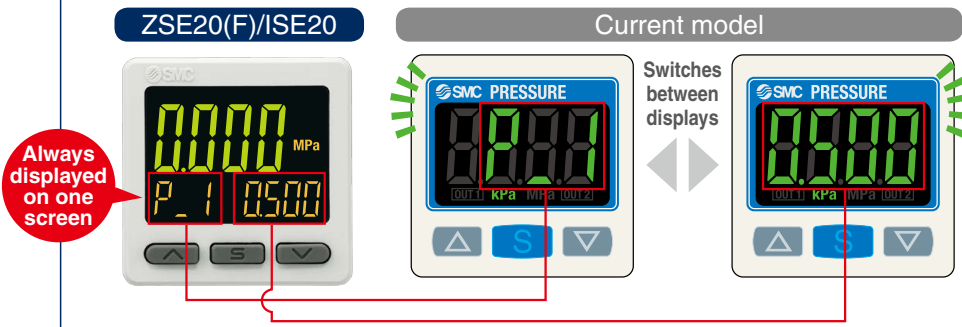 ZSE20(F)/ISE20
Current model
SMC
0.000 MPa
P_1 0.500
S
Always
displayed
on one
screen
SMC PRESSURE
P_1
OUT1 kPa MPa OUT2
S
Switches
between
displays
SMC PRESSURE
0.500
OUT1 kPa MPa OUT2
S